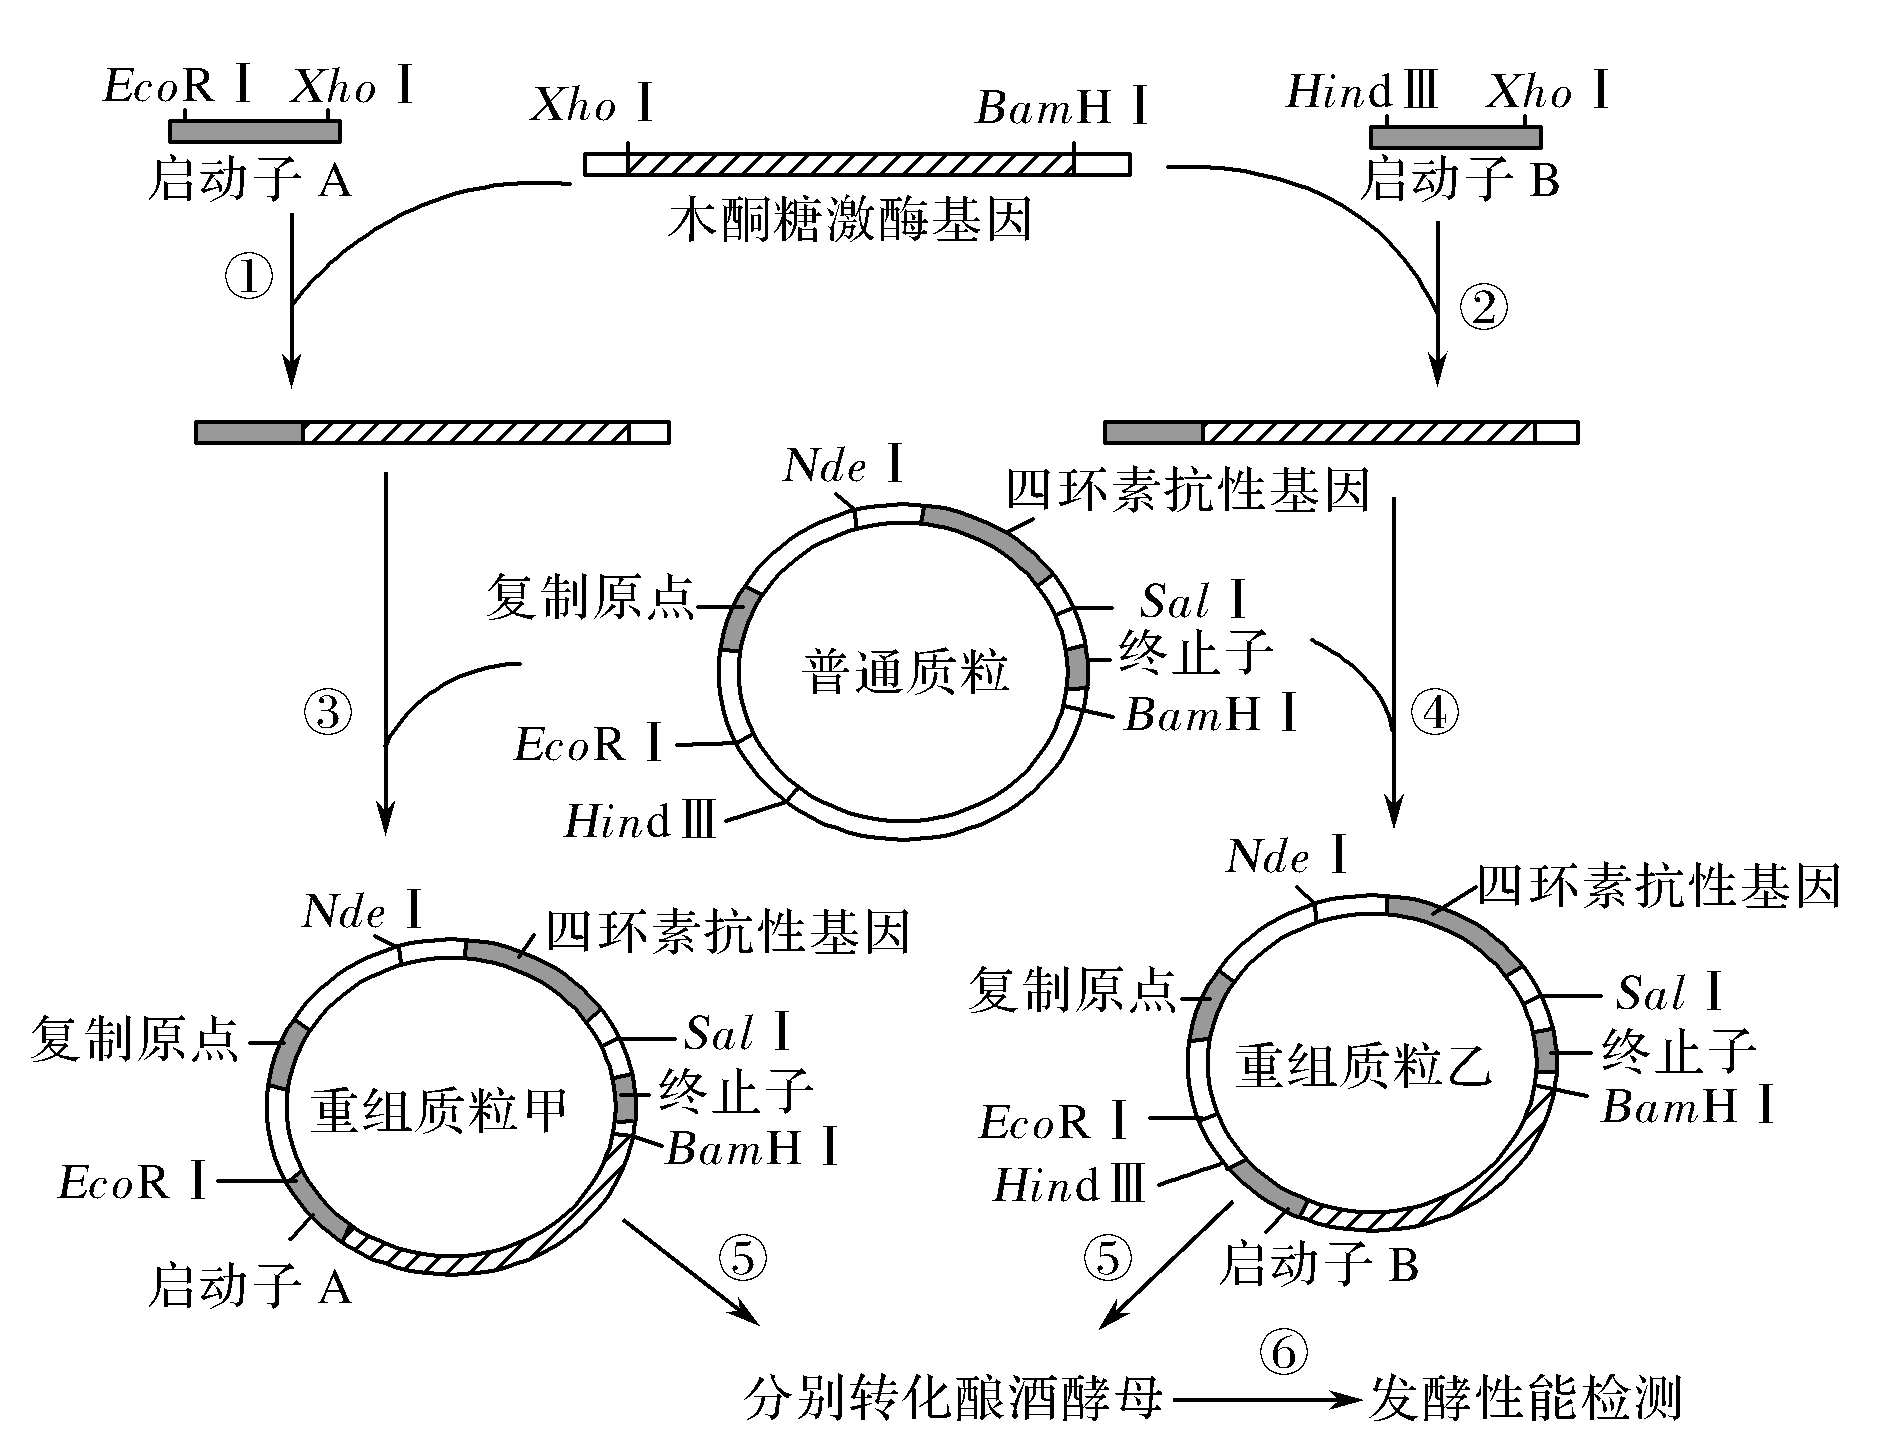 EcoR Ⅰ
Xho Ⅰ
启动子 A
Xho Ⅰ
BamH Ⅰ
木酮糖激酶基因
Hind Ⅲ
Xho Ⅰ
启动子 B
①
②
Nde Ⅰ
四环素抗性基因
复制原点
Sal Ⅰ
终止子
普通质粒
BamH Ⅰ
EcoR Ⅰ
Hind Ⅲ
③
④
Nde Ⅰ
四环素抗性基因
复制原点
Sal Ⅰ
终止子
重组质粒甲
BamH Ⅰ
EcoR Ⅰ
启动子 A
Nde Ⅰ
四环素抗性基因
复制原点
Sal Ⅰ
终止子
重组质粒乙
BamH Ⅰ
EcoR Ⅰ
Hind Ⅲ
启动子 B
⑤
⑤
分别转化酿酒酵母
⑥
发酵性能检测